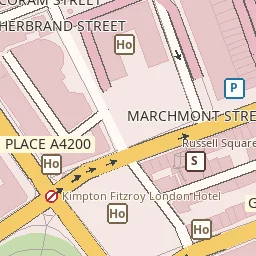 CORAM STREET
HERBRAND STREET
Ho
P
MARCHMONT STRE
Russell Square
PLACE A4200
Ho
S
Kimpton Fitzroy London Hotel
Ho
G
Ho